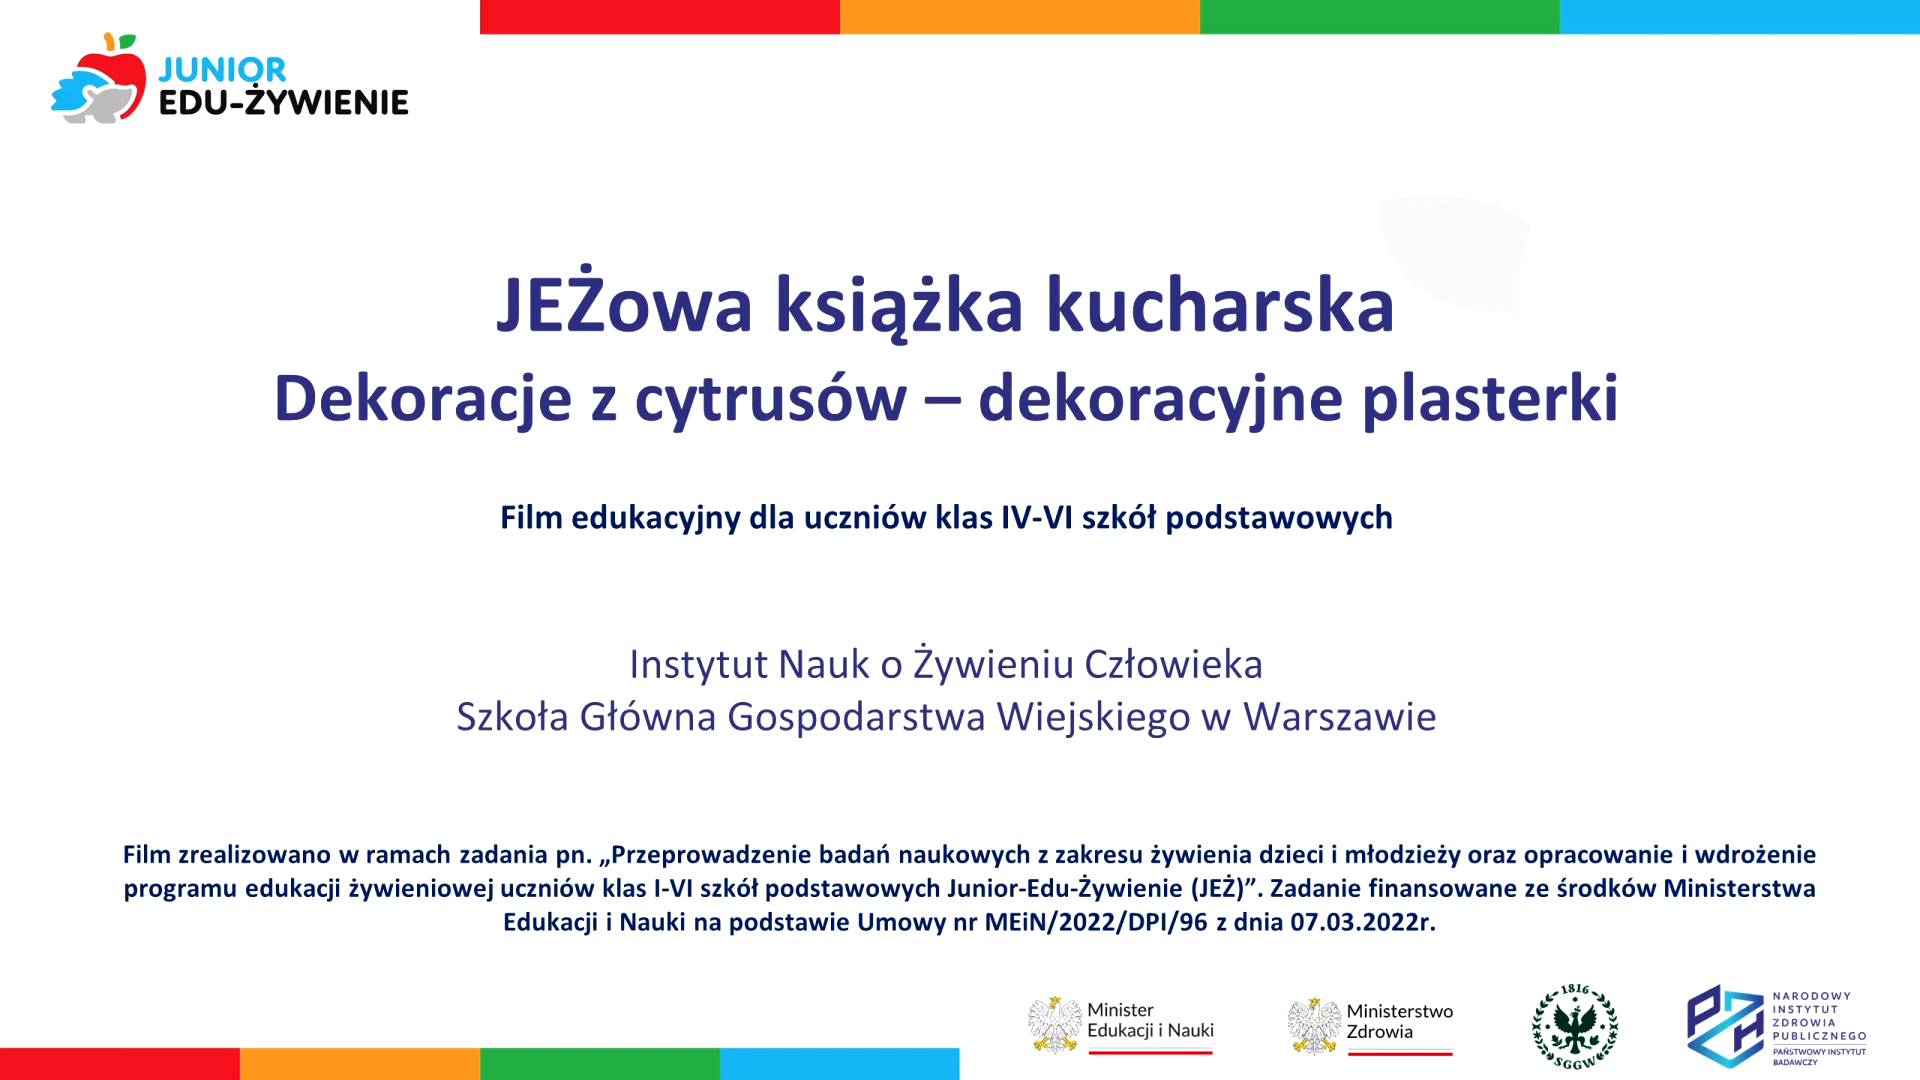 JUNIOR
EDU-ŻYWIENIE
JEŻowa książka kucharska
Dekoracje z cytrusów – dekoracyjne plasterki
Film edukacyjny dla uczniów klas IV-VI szkół podstawowych
Instytut Nauk o Żywieniu Człowieka
Szkoła Główna Gospodarstwa Wiejskiego w Warszawie
Film zrealizowano w ramach zadania pn. „Przeprowadzenie badań naukowych z zakresu żywienia dzieci i młodzieży oraz opracowanie i wdrożenie
programu edukacji żywieniowej uczniów klas I-VI szkół podstawowych Junior-Edu-Żywienie (JEŻ)”. Zadanie finansowane ze środków Ministerstwa
Edukacji i Nauki na podstawie Umowy nr MEiN/2022/DPI/96 z dnia 07.03.2022r.
Minister
Edukacji i Nauki
Ministerstwo
Zdrowia
1816
SGGW
PZH
NARODOWY
INSTYTUT
ZDROWIA
PUBLICZNEGO
PAŃSTWOWY INSTYTUT
BADAWCZY